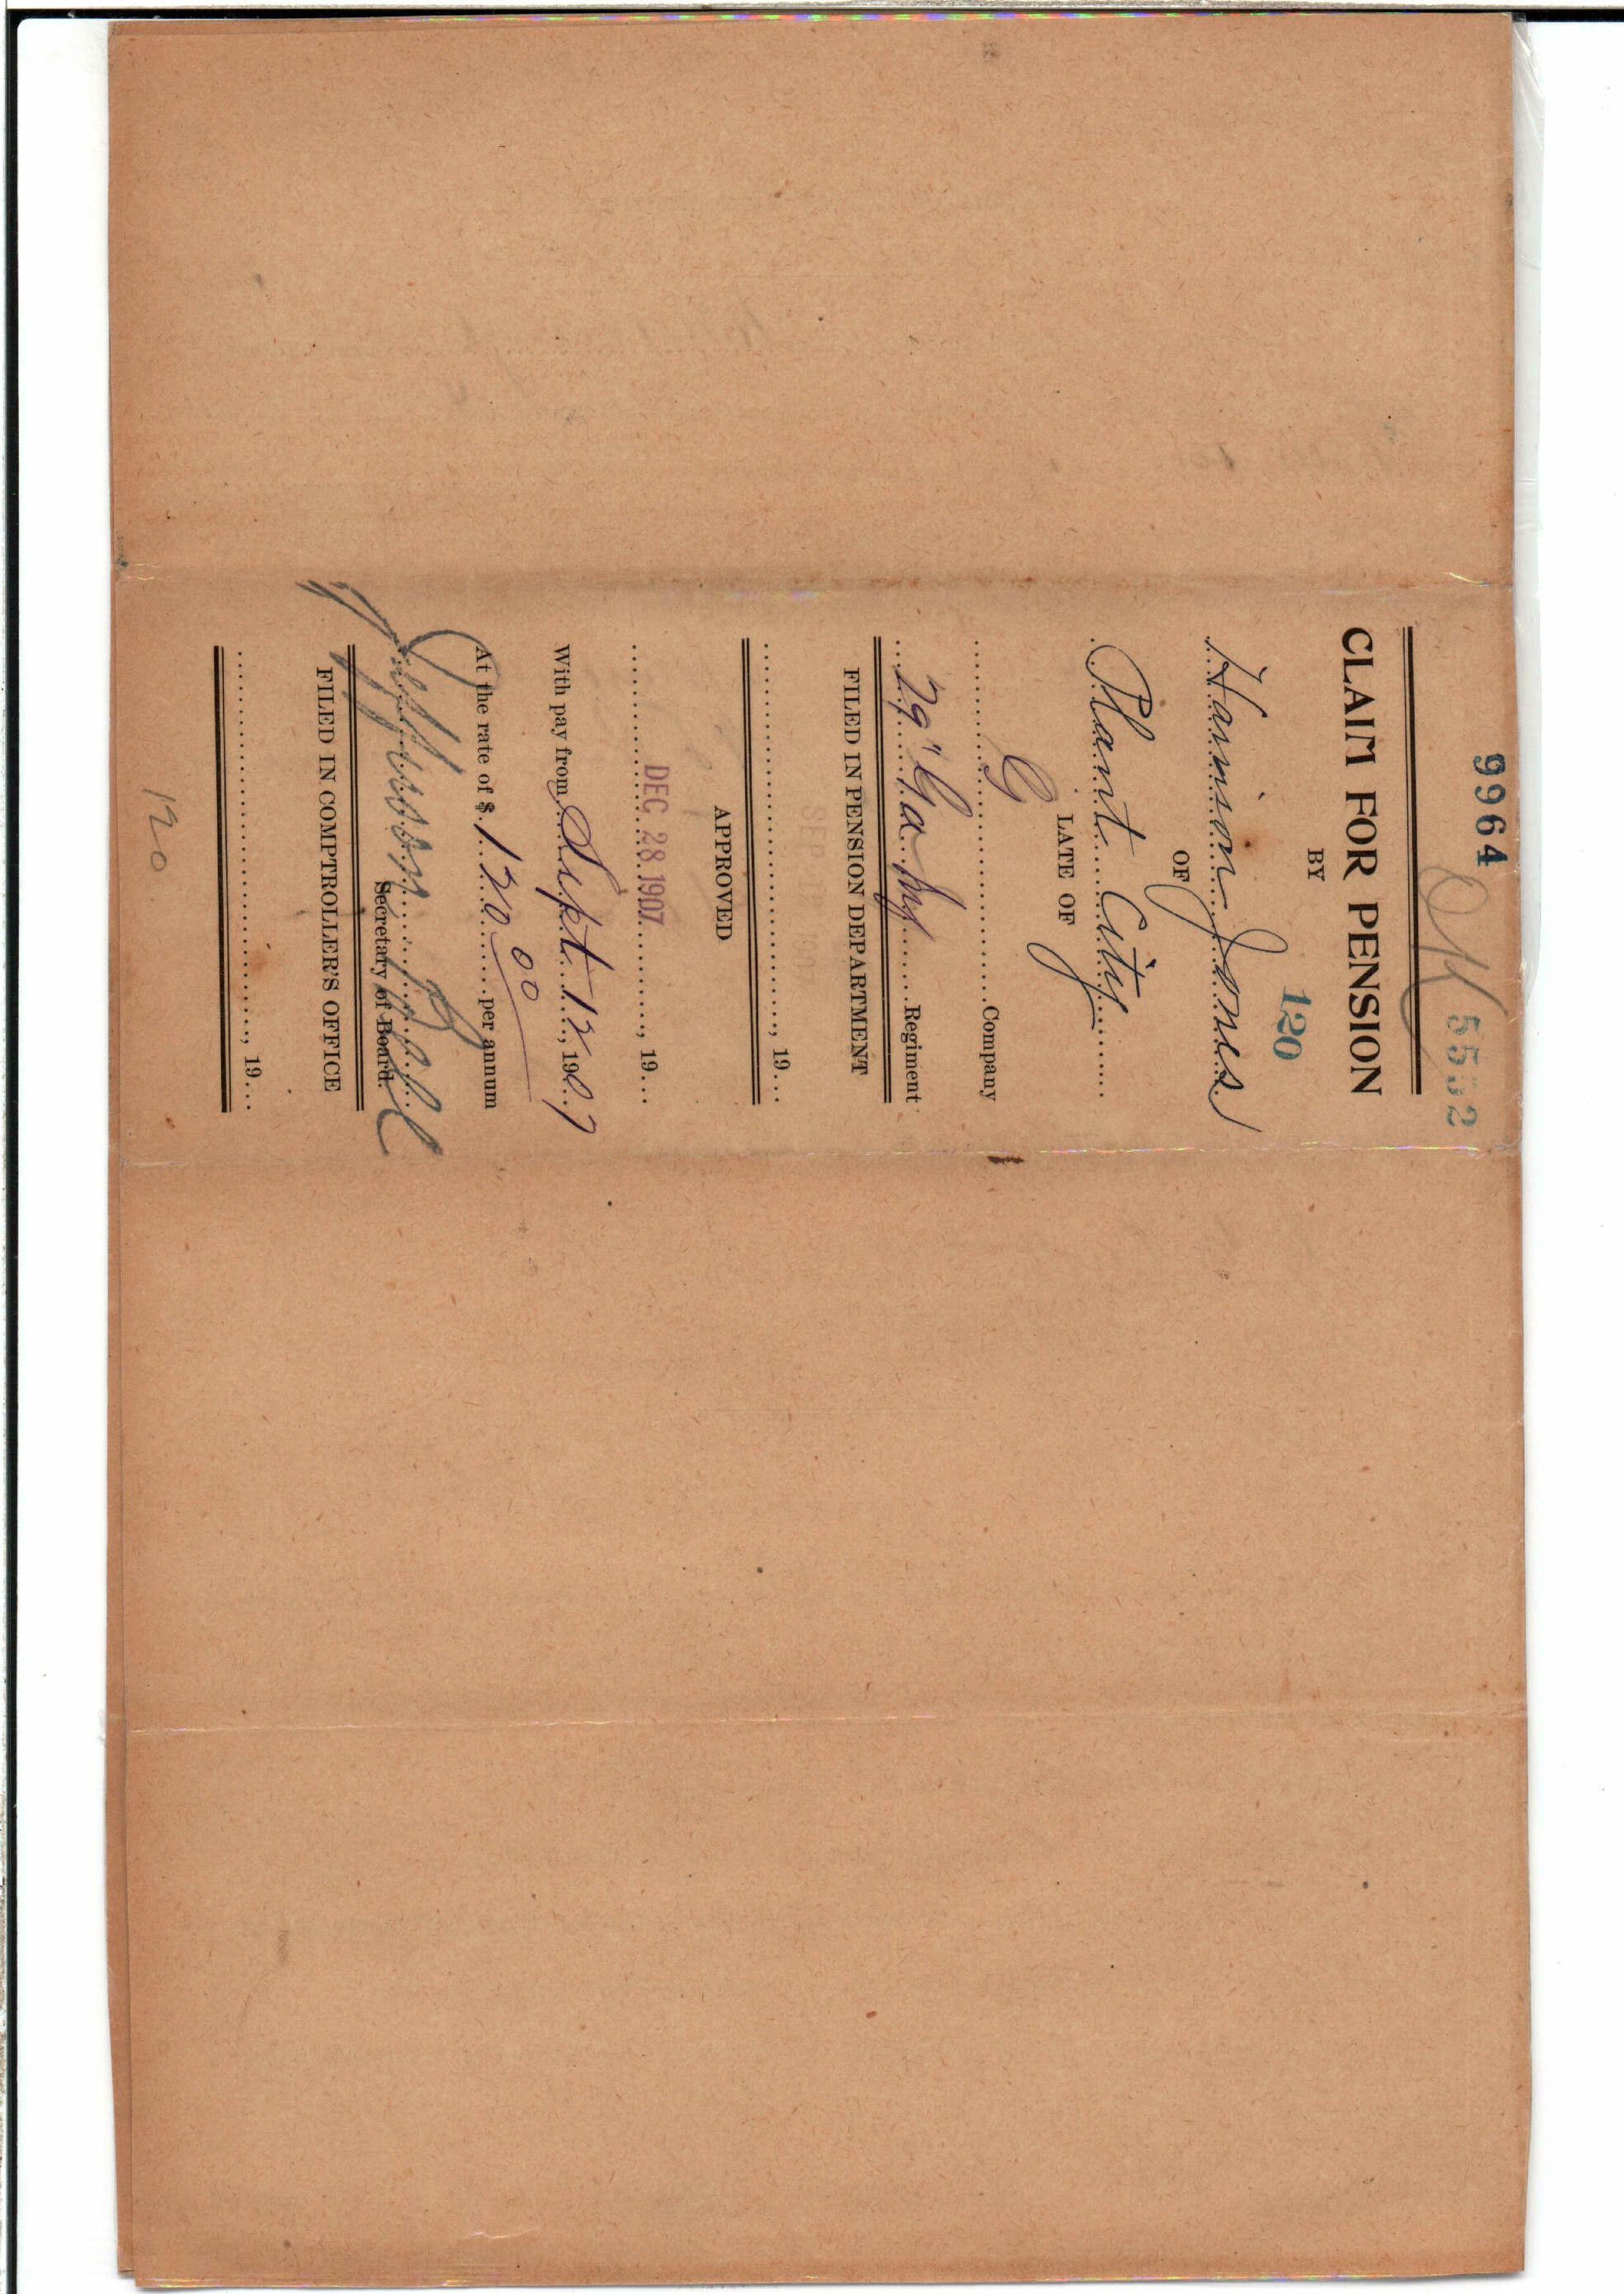 9964
OK 5552
CLAIM FOR PENSION
BY
120
Harrison Jones
OF
Plant City
LATE OF
G Company
29" Ga Inf Regiment
FILED IN PENSION DEPARTMENT
SEP 1907
, 19...
APPROVED
DEC 28 1907, 19...
With pay from Sept 12, 1907
At the rate of $ 120 00 per annum
Jefferson B
Secretary of Board.
FILED IN COMPTROLLER'S OFFICE
, 19...
120